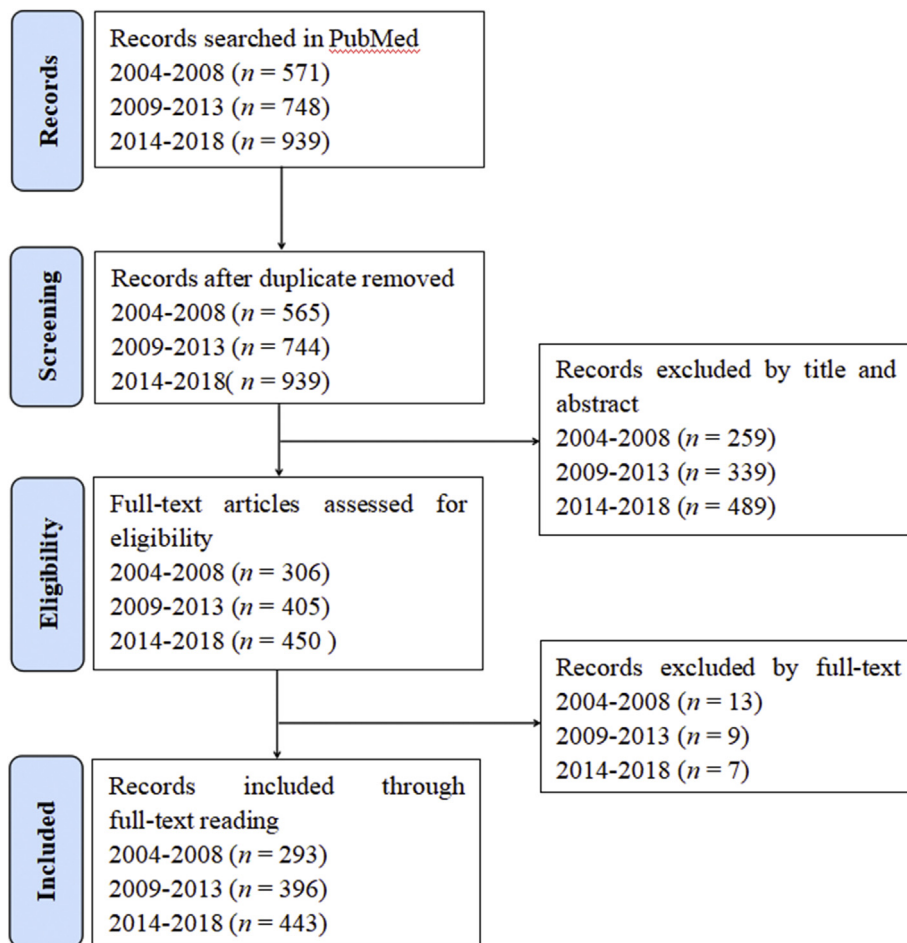 Records
Records searched in PubMed
2004-2008 (n = 571)
2009-2013 (n = 748)
2014-2018 (n = 939)
Screening
Records after duplicate removed
2004-2008 (n = 565)
2009-2013 (n = 744)
2014-2018( n = 939)
Records excluded by title and
abstract
2004-2008 (n = 259)
2009-2013 (n = 339)
2014-2018 (n = 489)
Eligibility
Full-text articles assessed for
eligibility
2004-2008 (n = 306)
2009-2013 (n = 405)
2014-2018 (n = 450 )
Records excluded by full-text
2004-2008 (n = 13)
2009-2013 (n = 9)
2014-2018 (n = 7)
Included
Records included through
full-text reading
2004-2008 (n = 293)
2009-2013 (n = 396)
2014-2018 (n = 443)